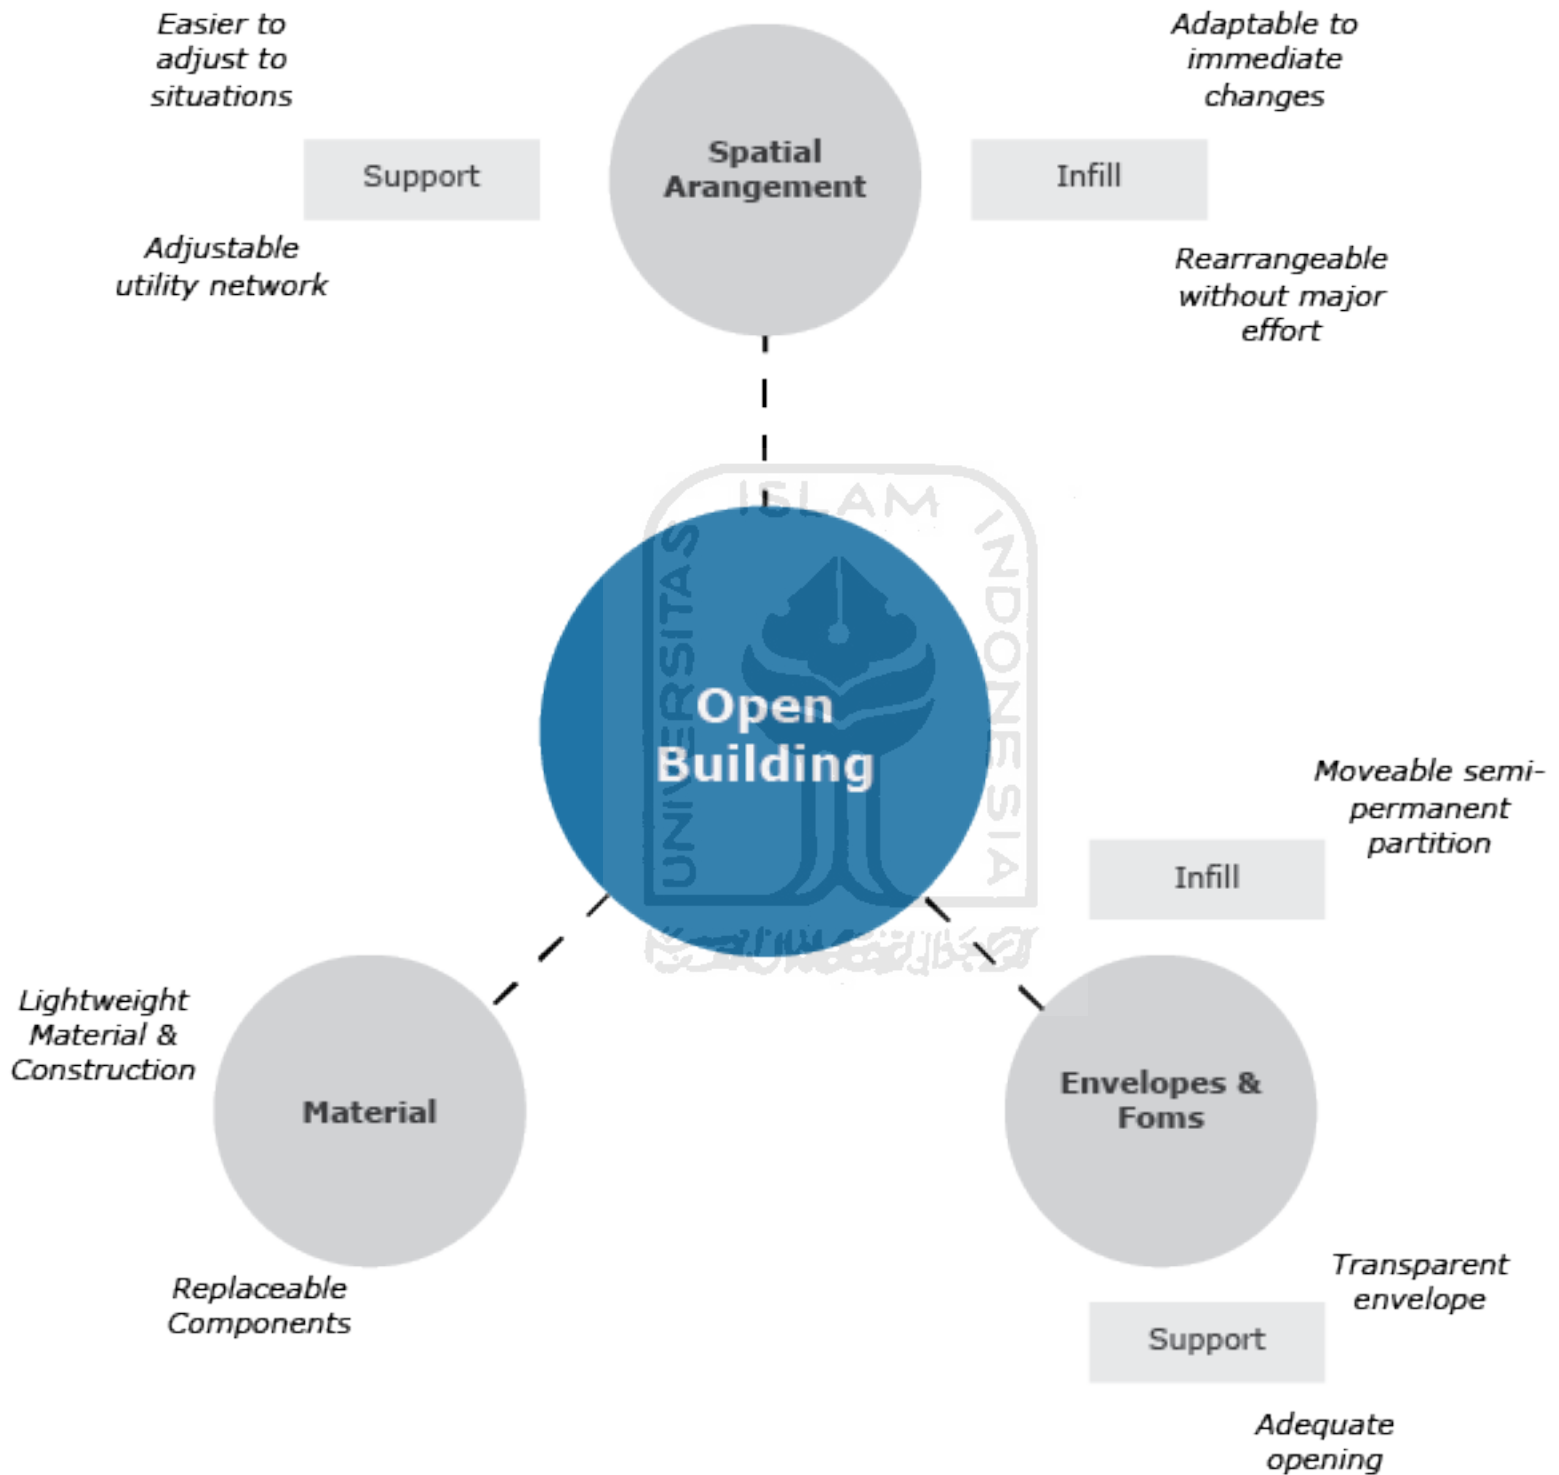 Easier to
adjust to
situations
Support
Adjustable
utility network
Spatial
Arangement
Adaptable to
immediate
changes
Infill
Rearrangeable
without major
effort
UNIVERSITAS
ISLAM
INDONESIA
Open
Building
Moveable semi-
permanent
partition
Infill
Lightweight
Material &
Construction
Material
Replaceable
Components
Envelopes &
Foms
Transparent
envelope
Support
Adequate
opening